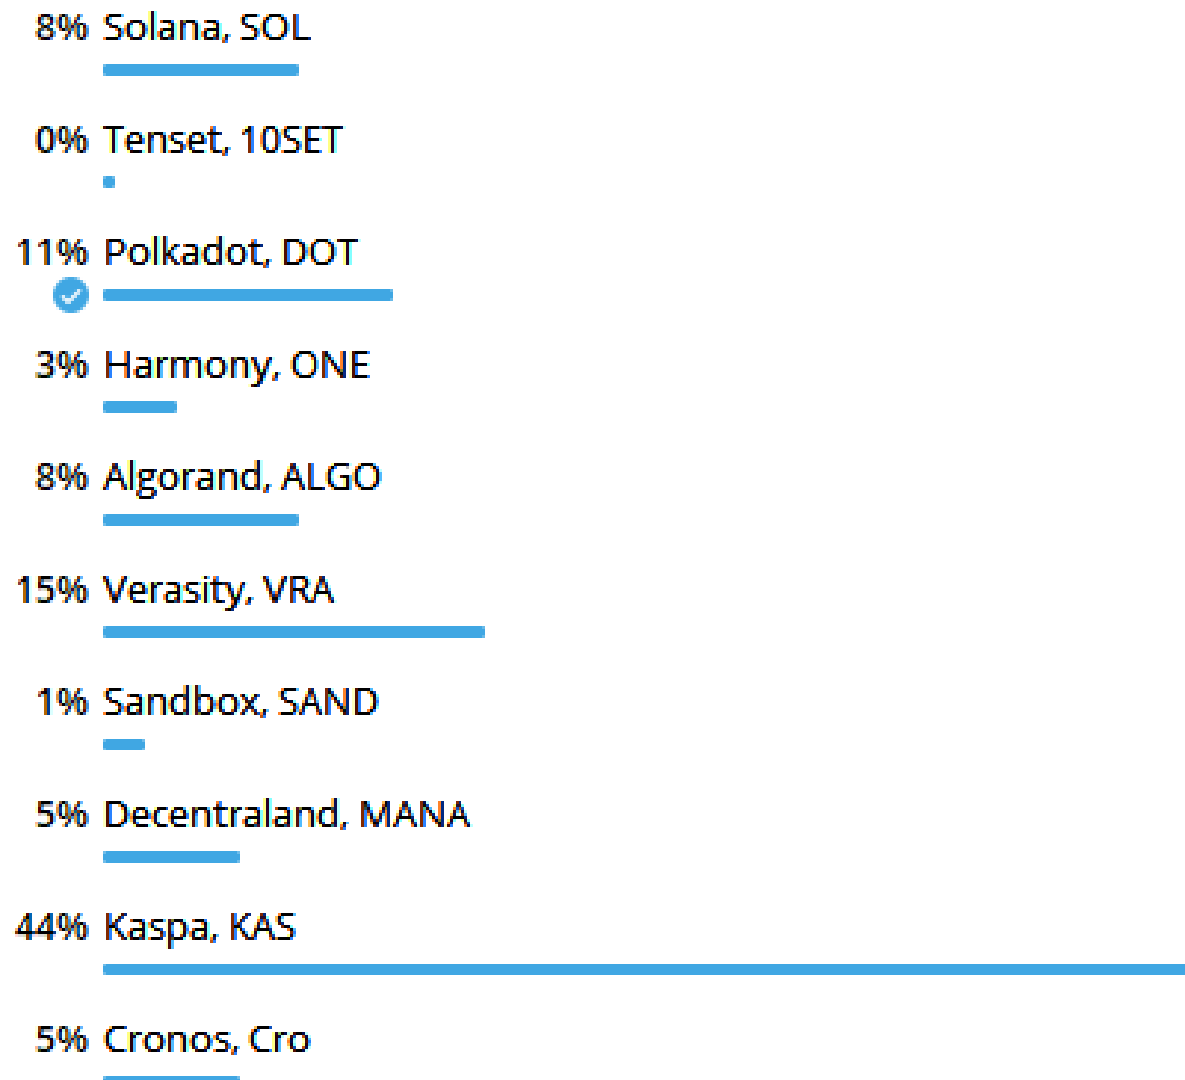 8% Solana, SOL
0% Tenset, 10SET
11% Polkadot, DOT
3% Harmony, ONE
8% Algorand, ALGO
15% Verasity, VRA
1% Sandbox, SAND
5% Decentraland, MANA
44% Kaspa, KAS
5% Cronos, Cro